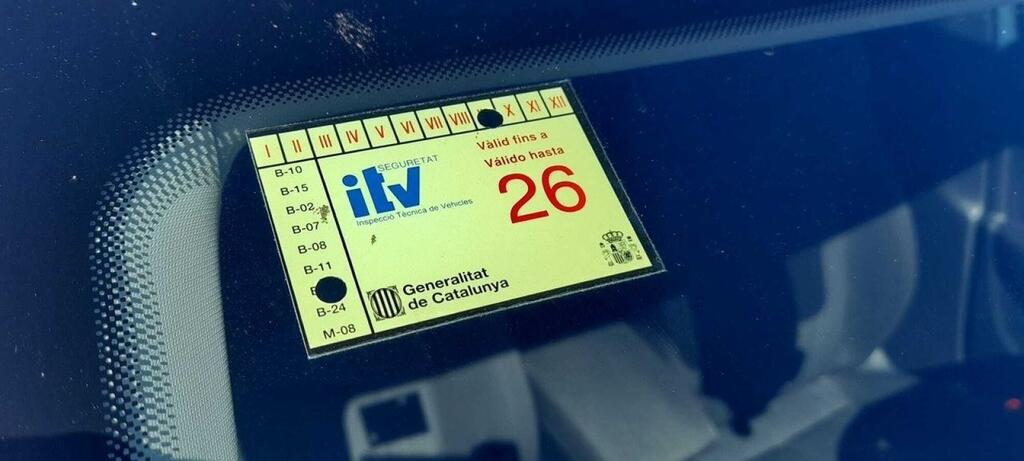 I II III IV V VI VII VIII X XI XII
B-10
B-15
B-02
B-07
B-08
B-11
B-24
M-08
SEGURETAT
itv
Inspecció Tècnica de Vehicles
Vàlid fins a
Válido hasta
26
Generalitat
de Catalunya